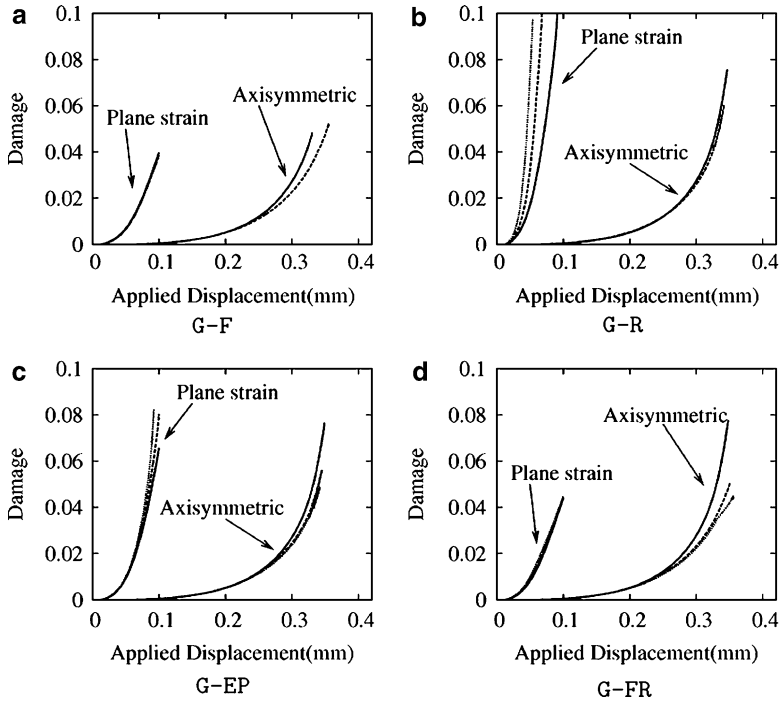 a
0.1
0.08
0.06
0.04
0.02
0
Damage
Plane strain
Axisymmetric
0 0.1 0.2 0.3 0.4
Applied Displacement(mm)
G-F
b
0.1
0.08
0.06
0.04
0.02
0
Damage
Plane strain
Axisymmetric
0 0.1 0.2 0.3 0.4
Applied Displacement(mm)
G-R
c
0.1
0.08
0.06
0.04
0.02
0
Damage
Plane strain
Axisymmetric
0 0.1 0.2 0.3 0.4
Applied Displacement(mm)
G-EP
d
0.1
0.08
0.06
0.04
0.02
0
Damage
Axisymmetric
Plane strain
0 0.1 0.2 0.3 0.4
Applied Displacement(mm)
G-FR